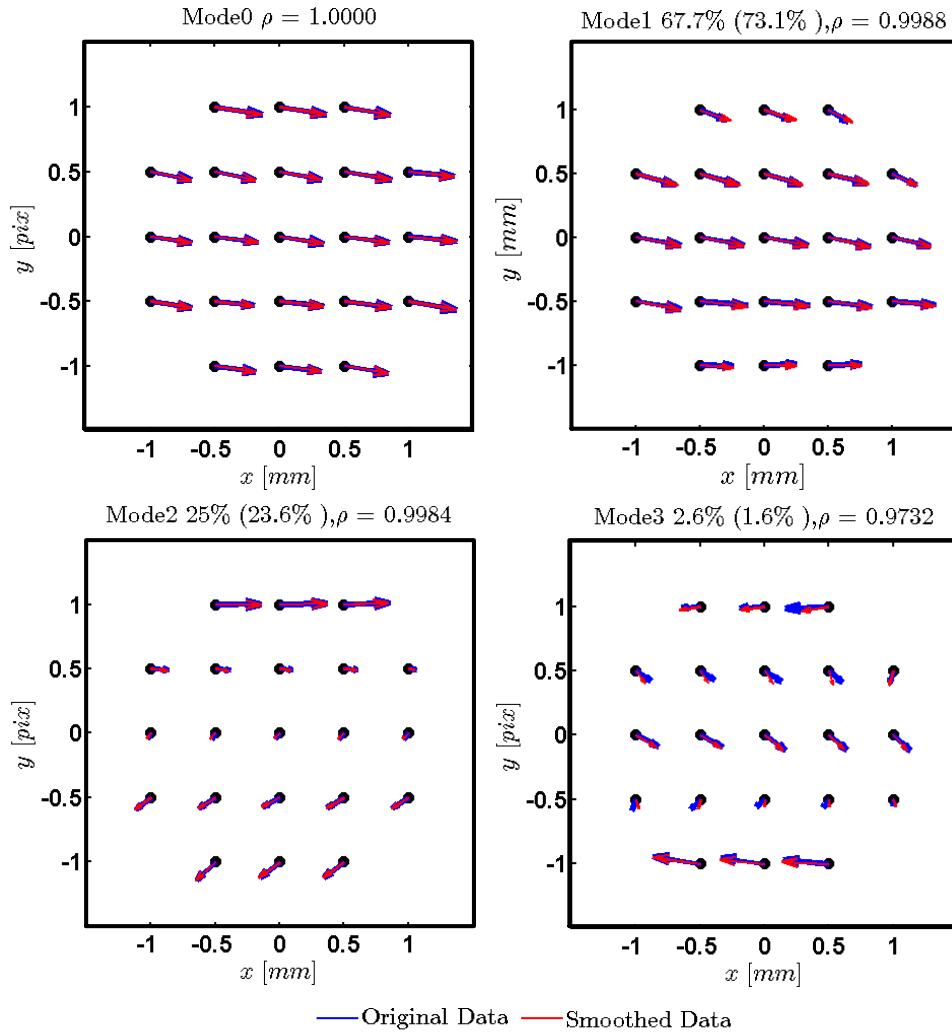 Mode0 ρ = 1.0000
1
0.5
0
-0.5
-1
y [pix]
-1 -0.5 0 0.5 1
x [mm]
Mode1 67.7% (73.1% ),ρ = 0.9988
1
0.5
0
-0.5
-1
y [mm]
-1 -0.5 0 0.5 1
x [mm]
Mode2 25% (23.6% ),ρ = 0.9984
1
0.5
0
-0.5
-1
y [pix]
-1 -0.5 0 0.5 1
x [mm]
Mode3 2.6% (1.6% ),ρ = 0.9732
1
0.5
0
-0.5
-1
y [pix]
-1 -0.5 0 0.5 1
x [mm]
Original Data Smoothed Data